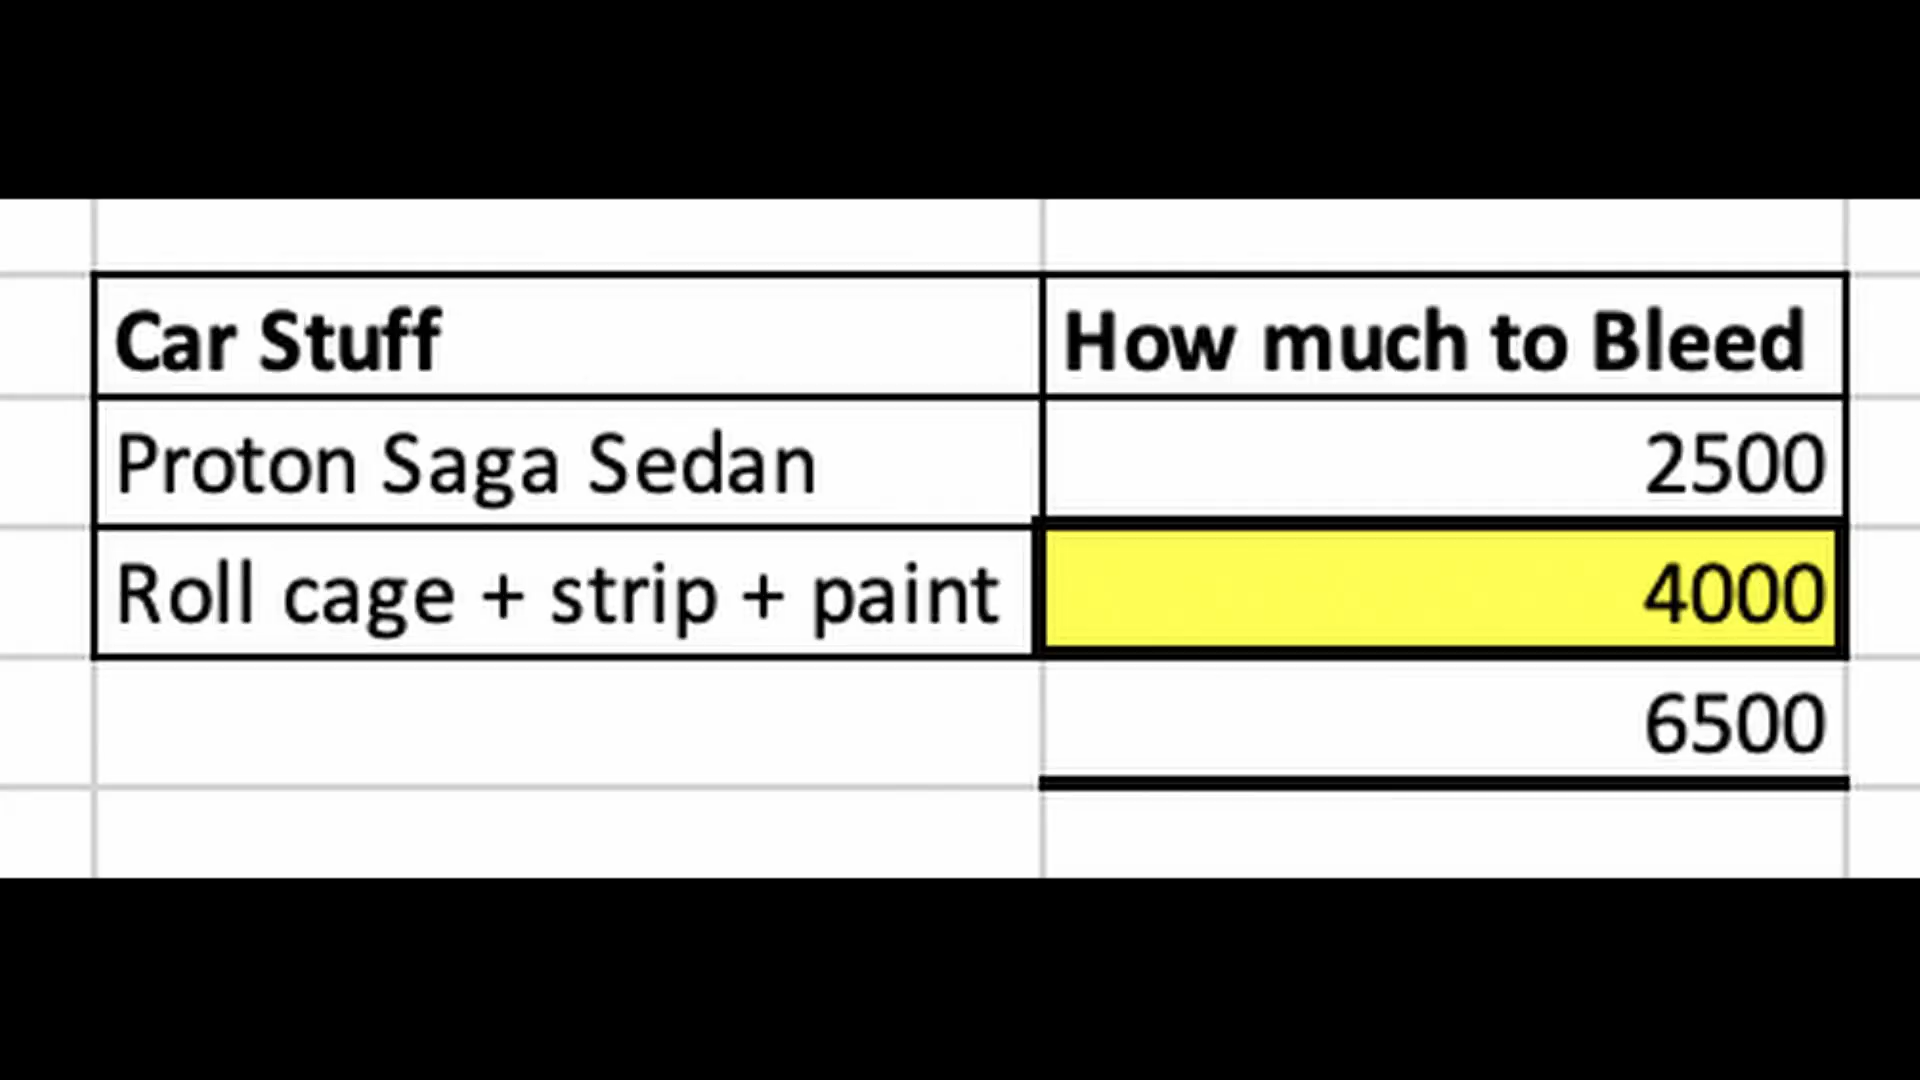 Car Stuff How much to Bleed
Proton Saga Sedan 2500
Roll cage + strip + paint 4000
6500